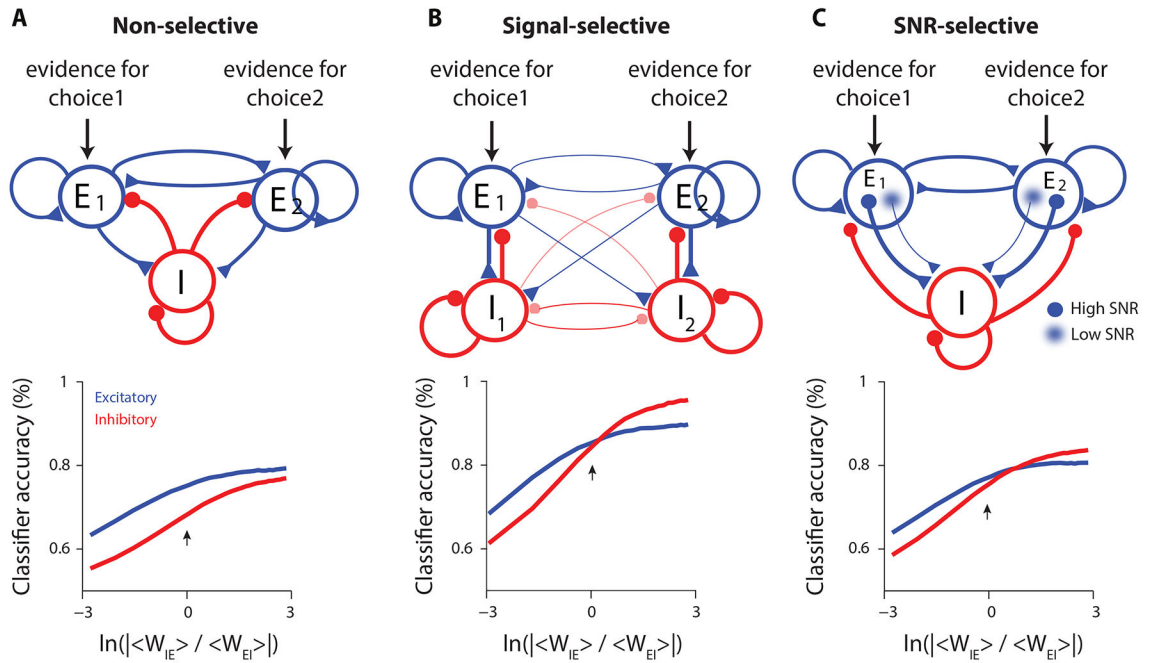 A
Non-selective
evidence for
choice1
evidence for
choice2
E1
E2
I
Classifier accuracy (%)
1
0.8
0.6
Excitatory
Inhibitory
−3
0
3
ln(|<WIE> / <WEI>|)
B
Signal-selective
evidence for
choice1
evidence for
choice2
E1
E2
I1
I2
Classifier accuracy (%)
1
0.8
0.6
−3
0
3
ln(|<WIE> / <WEI>|)
C
SNR-selective
evidence for
choice1
evidence for
choice2
E1
E2
I
High SNR
Low SNR
Classifier accuracy (%)
1
0.8
0.6
−3
0
3
ln(|<WIE> / <WEI>|)